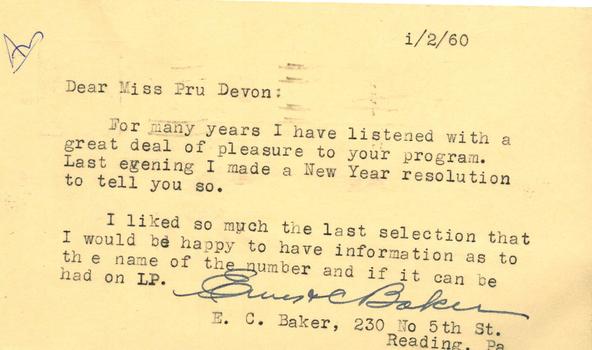 i/2/60
Dear Miss Pru Devon:
For many years I have listened with a
great deal of pleasure to your program.
Last egening I made a New Year resolution
to tell you so.
I liked so much the last selection that
I would be happy to have information as to
th e name of the number and if it can be
had on LP.
Ernest C Baker
E. C. Baker, 230 No 5th St.
Reading, Pa